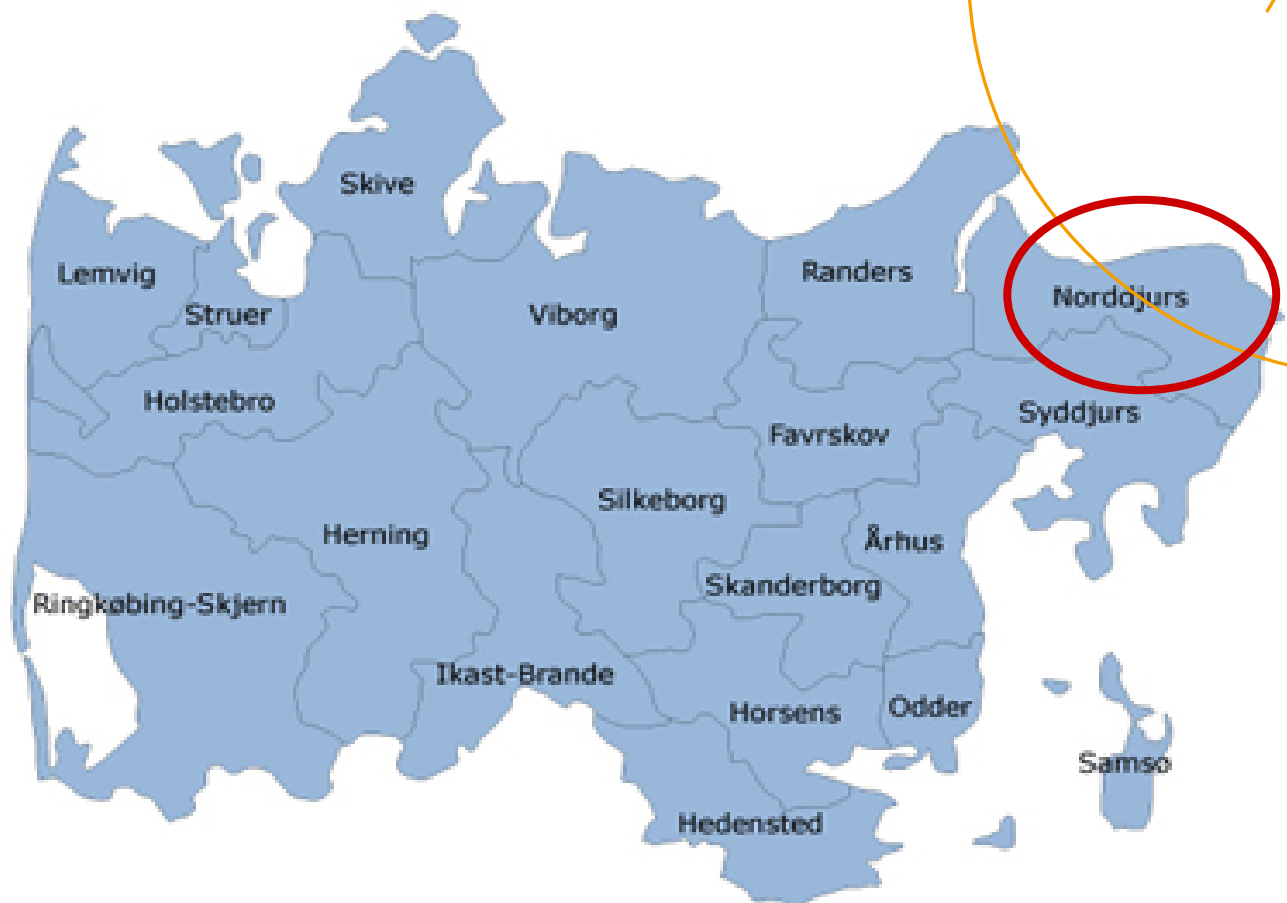 Skive
Lemvig
Struer
Viborg
Randers
Norddjurs
Holstebro
Favrskov
Syddjurs
Herning
Silkeborg
Århus
Ringkøbing-Skjern
Skanderborg
Ikast-Brande
Horsens
Odder
Samsø
Hedensted